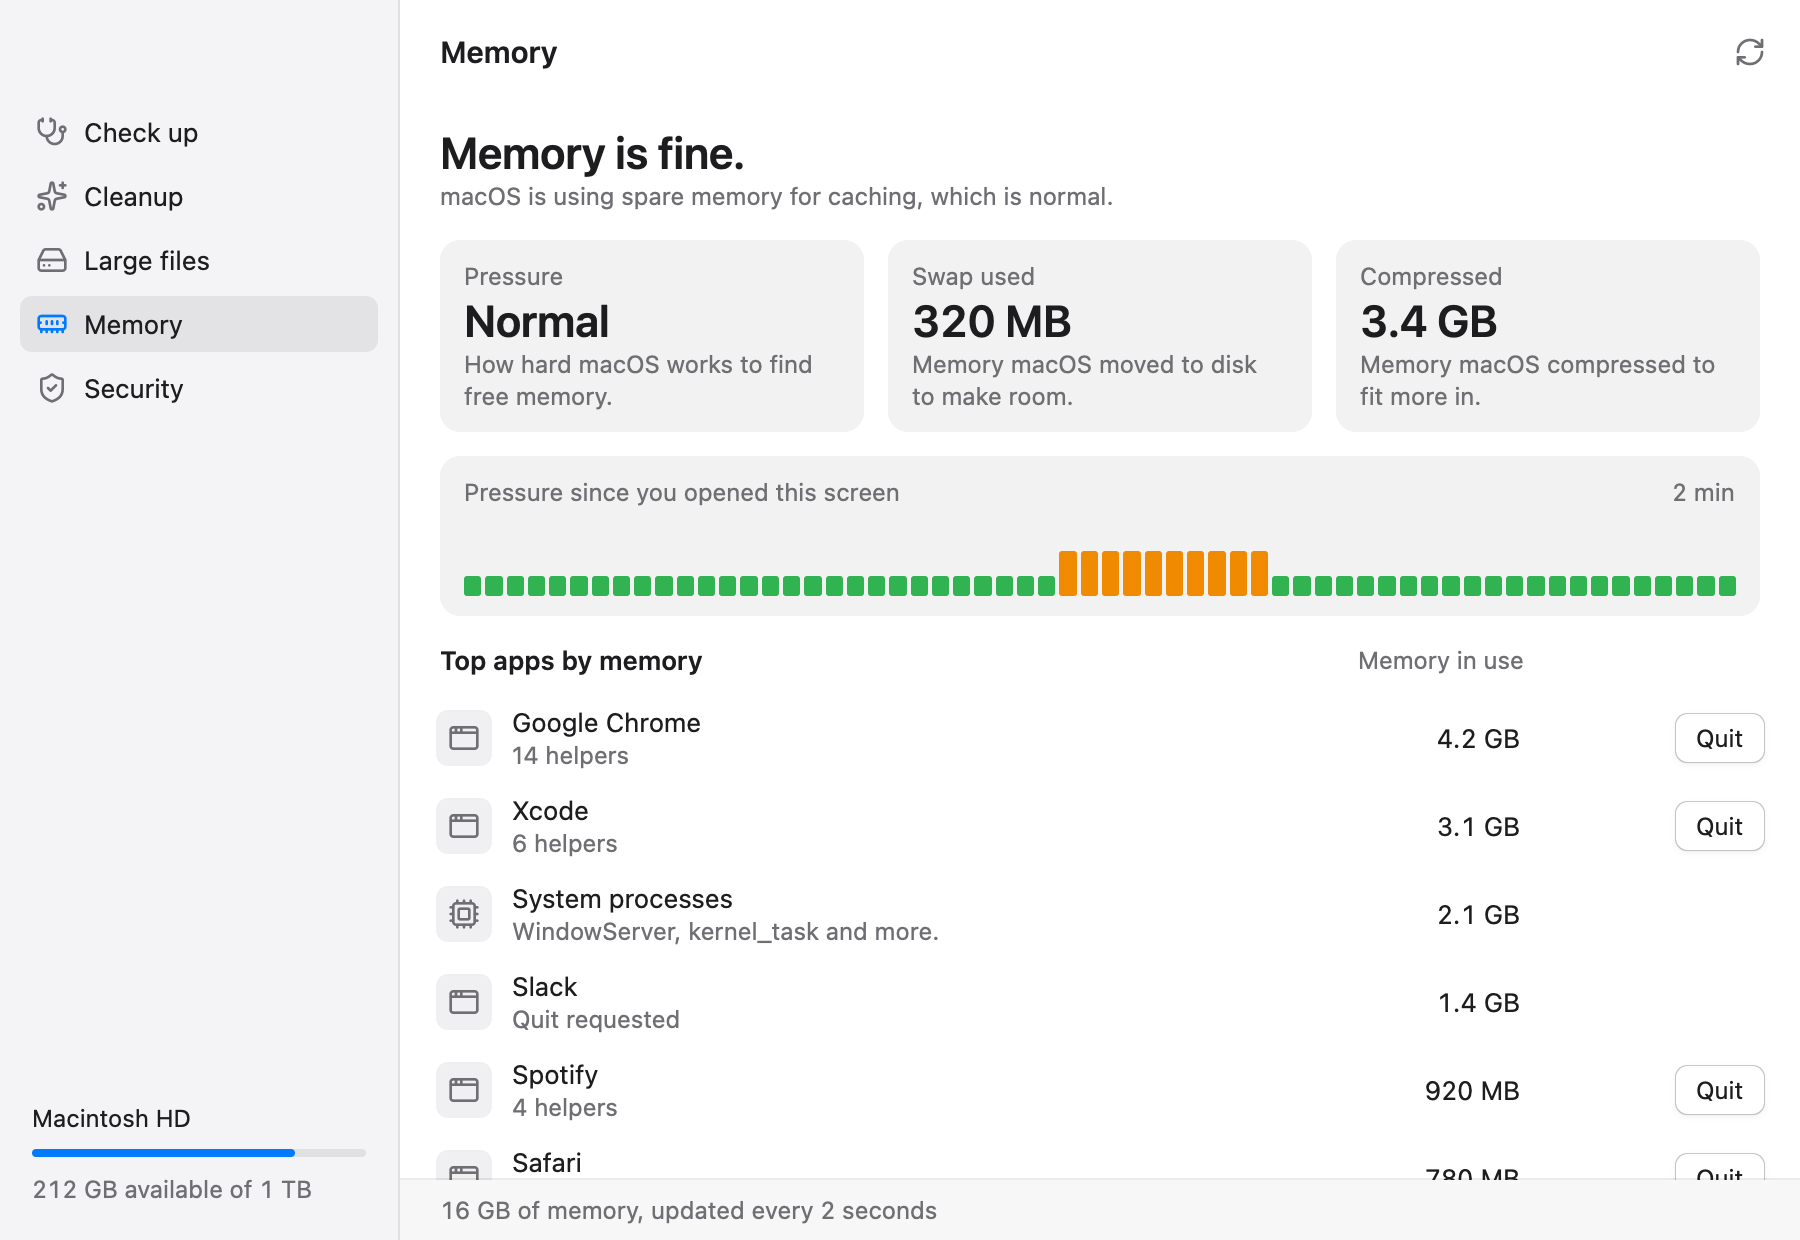 Memory
Check up
Cleanup
Large files
Memory
Security
Macintosh HD
212 GB available of 1 TB
Memory is fine.
macOS is using spare memory for caching, which is normal.
Pressure
Normal
How hard macOS works to find
free memory.
Swap used
320 MB
Memory macOS moved to disk
to make room.
Compressed
3.4 GB
Memory macOS compressed to
fit more in.
Pressure since you opened this screen
2 min
Top apps by memory
Memory in use
Google Chrome
14 helpers
4.2 GB
Quit
Xcode
6 helpers
3.1 GB
Quit
System processes
WindowServer, kernel_task and more.
2.1 GB
Slack
Quit requested
1.4 GB
Spotify
4 helpers
920 MB
Quit
Safari
780 MB
Quit
16 GB of memory, updated every 2 seconds